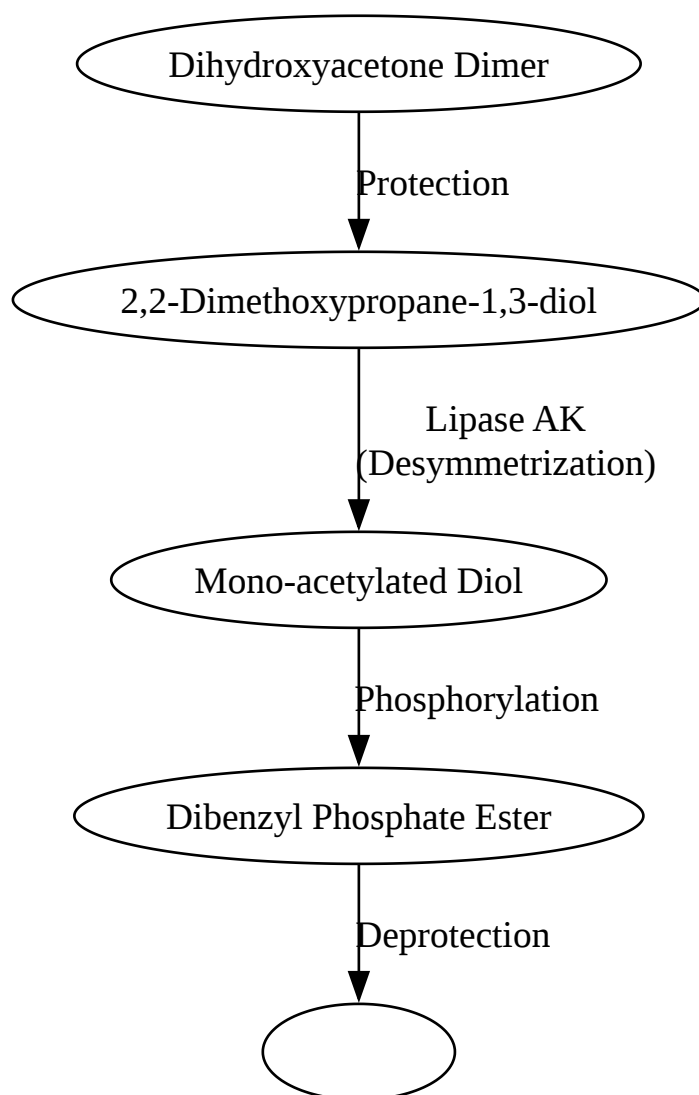 Dihydroxyacetone Dimer
Protection
2,2-Dimethoxypropane-1,3-diol
Lipase AK
(Desymmetrization)
Mono-acetylated Diol
Phosphorylation
Dibenzyl Phosphate Ester
Deprotection